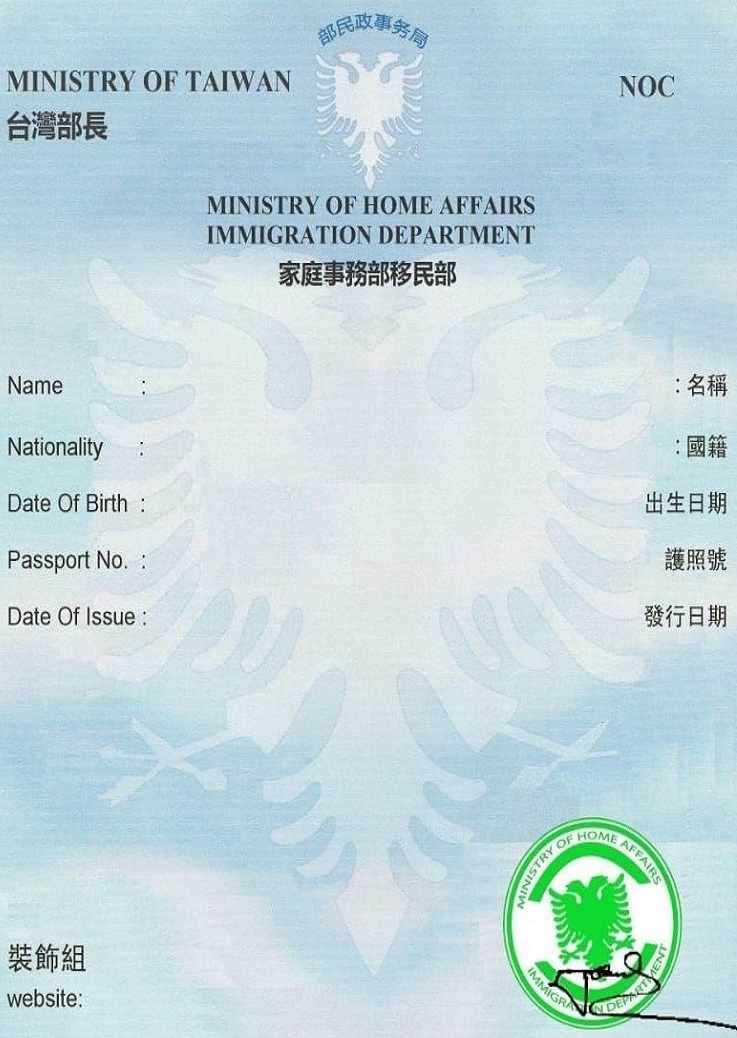 部民政事务局
MINISTRY OF TAIWAN
NOC
台灣部長
MINISTRY OF HOME AFFAIRS
IMMIGRATION DEPARTMENT
家庭事務部移民部
Name : : 名稱
Nationality : : 國籍
Date Of Birth : 出生日期
Passport No. : 護照號
Date Of Issue : 發行日期
MINISTRY OF HOME AFFAIRS
IMMIGRATION DEPARTMENT
裝飾組
website: